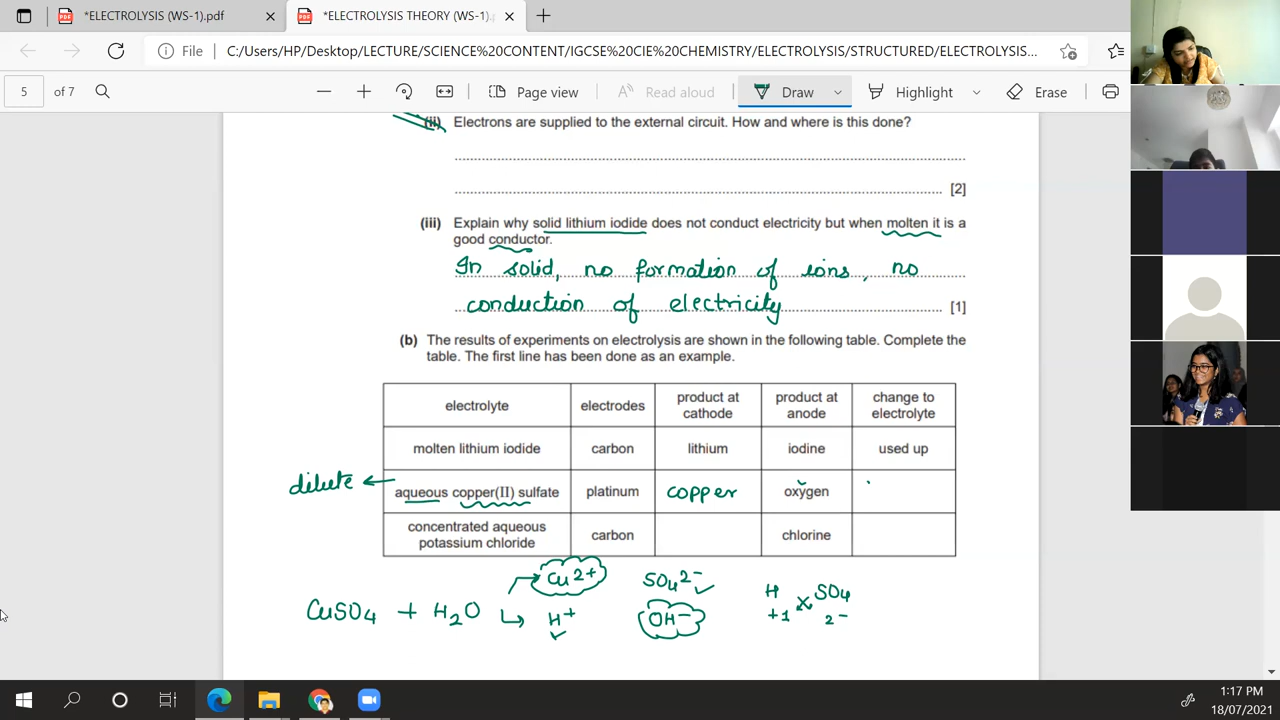 *ELECTROLYSIS (WS-1).pdf
*ELECTROLYSIS THEORY (WS-1).
File C:/Users/HP/Desktop/LECTURE/SCIENCE%20CONTENT/IGCSE%20CIE%20CHEMISTRY/ELECTROLYSIS/STRUCTURED/ELECTROLYSIS...
5 of 7 Page view Read aloud Draw Highlight Erase
(ii) Electrons are supplied to the external circuit. How and where is this done?
[2]
(iii) Explain why solid lithium iodide does not conduct electricity but when molten it is a
good conductor.
In solid, no formation of ions, no
conduction of electricity [1]
(b) The results of experiments on electrolysis are shown in the following table. Complete the
table. The first line has been done as an example.
electrolyte electrodes product at cathode product at anode change to electrolyte
molten lithium iodide carbon lithium iodine used up
dilute ← aqueous copper(II) sulfate platinum copper oxygen
concentrated aqueous potassium chloride carbon chlorine
Cu2+ SO4 2− H SO4
CuSO4 + H2O H+ OH− +1 2−
1:17 PM
18/07/2021